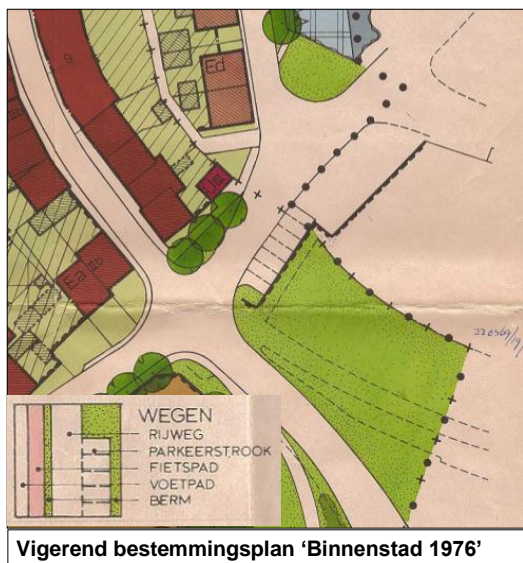 g
Ed
Ea
WEGEN
RIJWEG
PARKEERSTROOK
FIETSPAD
VOETPAD
BERM
Vigerend bestemmingsplan ‘Binnenstad 1976’